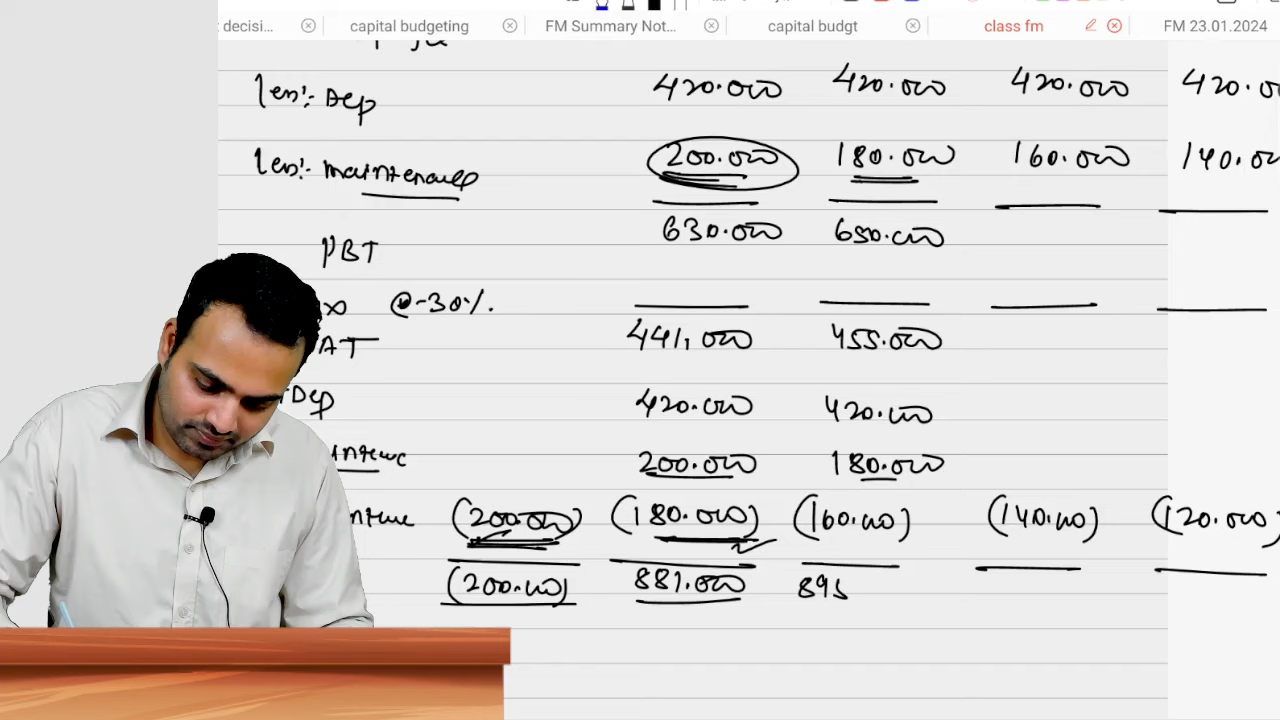 t decisi...
capital budgeting
FM Summary Not...
capital budgt
class fm
FM 23.01.2024
less:- Dep 420.000 420.000 420.000 420.00
less:- maintenance 200.000 180.000 160.000 140.00
630.000 650.000
PBT
@-30%.
AT 441,000 455.000
Dep 420.000 420.000
200.000 180.000
(200.000) (180.000) (160.000) (140.000) (120.000)
(200.000) 881.000 895